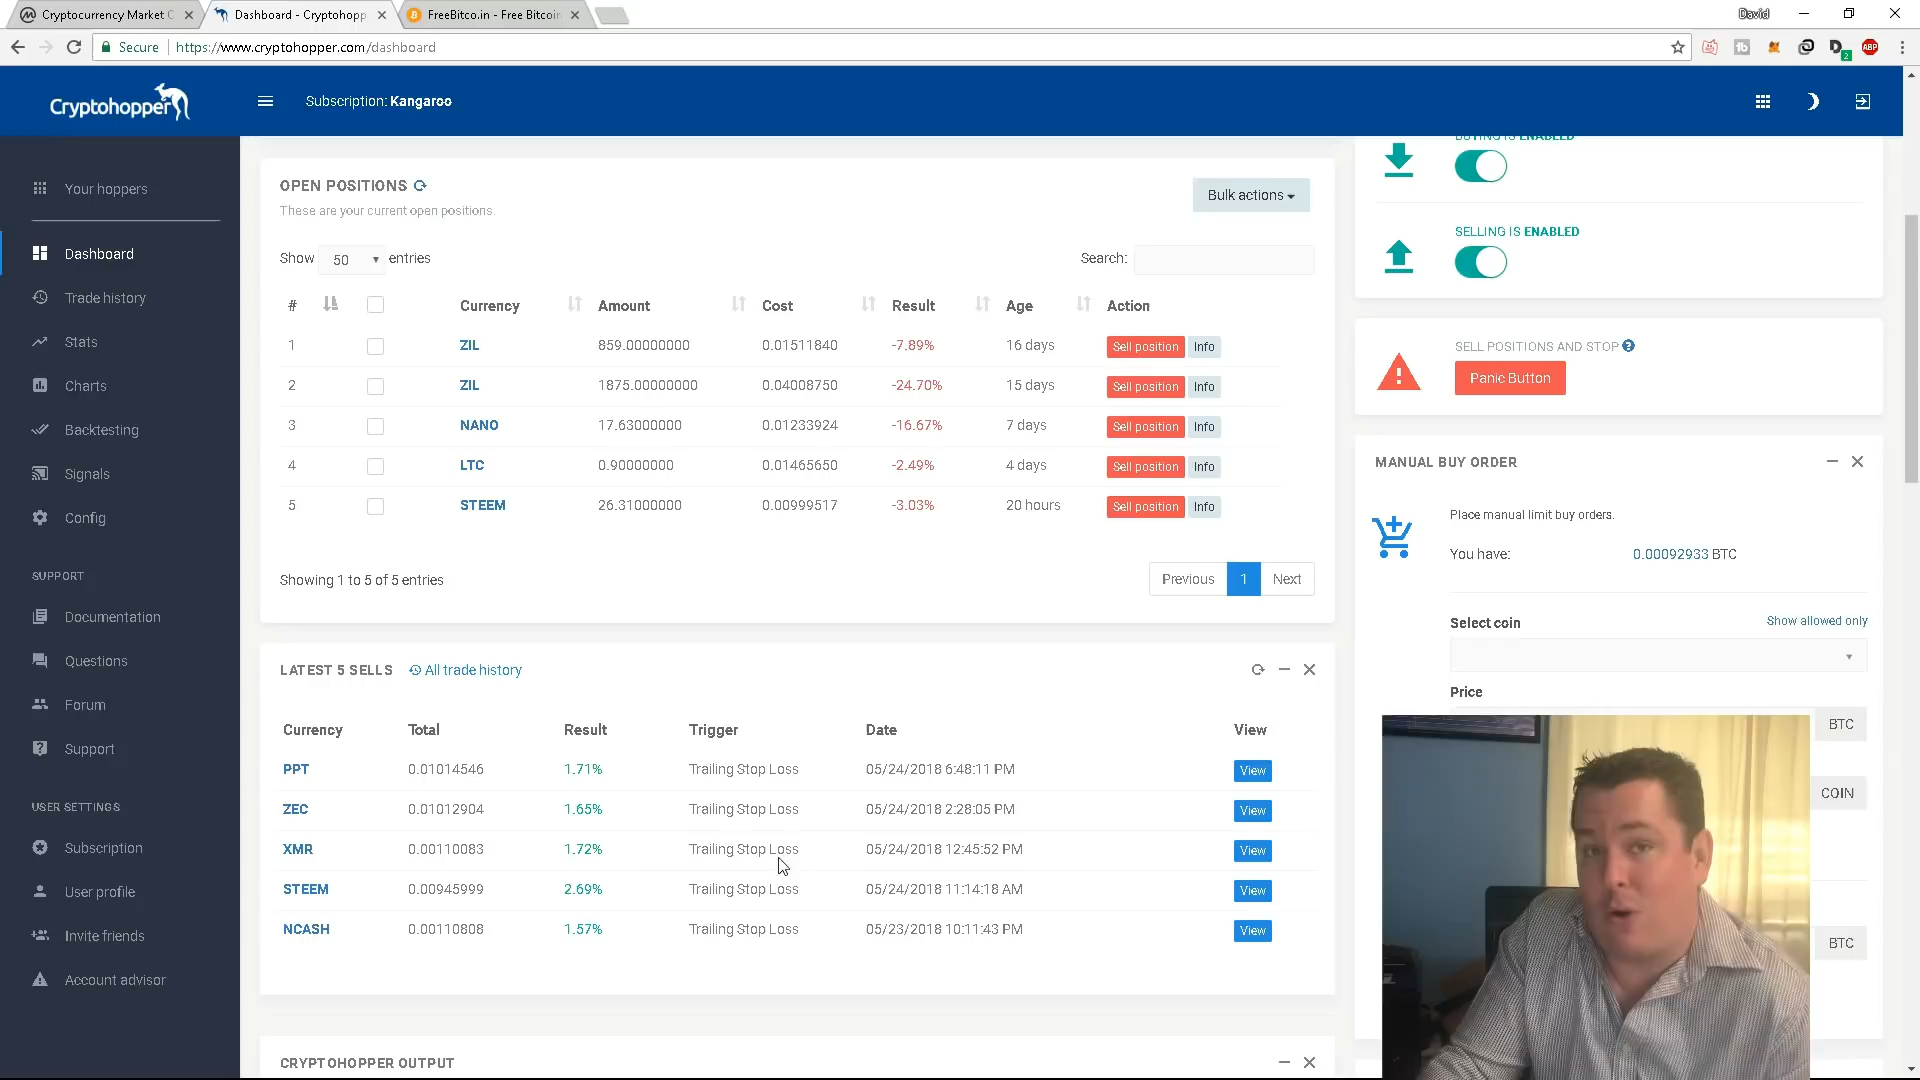 Cryptocurrency Market C
Dashboard - Cryptohopp
FreeBitco.in - Free Bitcoin
David
Secure
https://www.cryptohopper.com/dashboard
2
ABP
Cryptohopper
Subscription: Kangaroo
Your hoppers
Dashboard
Trade history
Stats
Charts
Backtesting
Signals
Config
SUPPORT
Documentation
Questions
Forum
Support
USER SETTINGS
Subscription
User profile
Invite friends
Account advisor
OPEN POSITIONS
These are your current open positions.
Bulk actions
Show 50 entries
Search:
# Currency Amount Cost Result Age Action
1 ZIL 859.00000000 0.01511840 -7.89% 16 days Sell position Info
2 ZIL 1875.00000000 0.04008750 -24.70% 15 days Sell position Info
3 NANO 17.63000000 0.01233924 -16.67% 7 days Sell position Info
4 LTC 0.90000000 0.01465650 -2.49% 4 days Sell position Info
5 STEEM 26.31000000 0.00999517 -3.03% 20 hours Sell position Info
Showing 1 to 5 of 5 entries
Previous 1 Next
LATEST 5 SELLS All trade history
Currency Total Result Trigger Date View
PPT 0.01014546 1.71% Trailing Stop Loss 05/24/2018 6:48:11 PM View
ZEC 0.01012904 1.65% Trailing Stop Loss 05/24/2018 2:28:05 PM View
XMR 0.00110083 1.72% Trailing Stop Loss 05/24/2018 12:45:52 PM View
STEEM 0.00945999 2.69% Trailing Stop Loss 05/24/2018 11:14:18 AM View
NCASH 0.00110808 1.57% Trailing Stop Loss 05/23/2018 10:11:43 PM View
CRYPTOHOPPER OUTPUT
BUYING IS ENABLED
SELLING IS ENABLED
SELL POSITIONS AND STOP
Panic Button
MANUAL BUY ORDER
Place manual limit buy orders.
You have: 0.00092933 BTC
Select coin
Show allowed only
Price
BTC
COIN
BTC